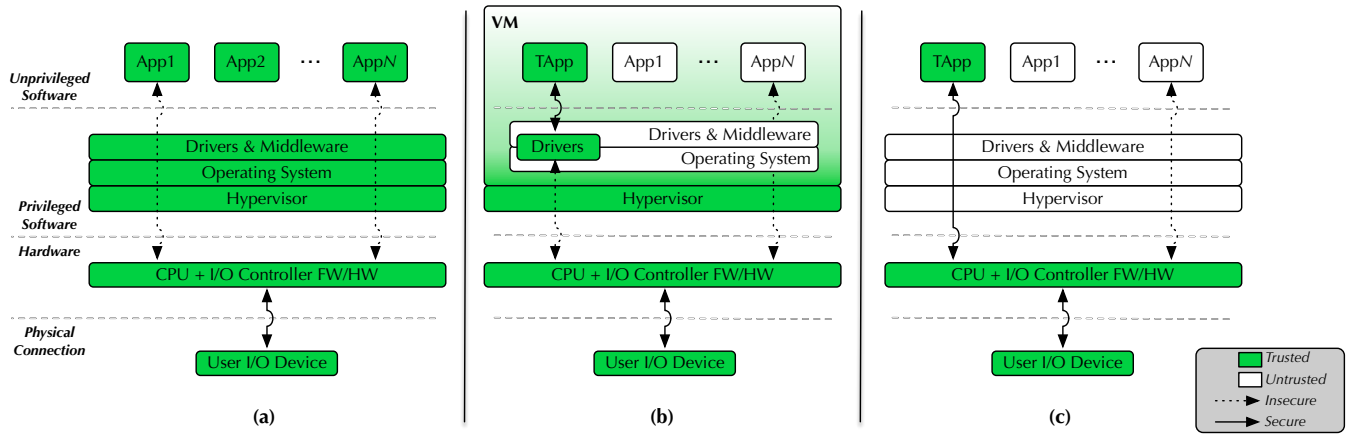 Unprivileged
Software
Privileged
Software
Hardware
Physical
Connection
App1
App2
...
AppN
Drivers & Middleware
Operating System
Hypervisor
CPU + I/O Controller FW/HW
User I/O Device
(a)
VM
TApp
App1
...
AppN
Drivers & Middleware
Drivers
Operating System
Hypervisor
CPU + I/O Controller FW/HW
User I/O Device
(b)
TApp
App1
...
AppN
Drivers & Middleware
Operating System
Hypervisor
CPU + I/O Controller FW/HW
User I/O Device
(c)
Trusted
Untrusted
Insecure
Secure